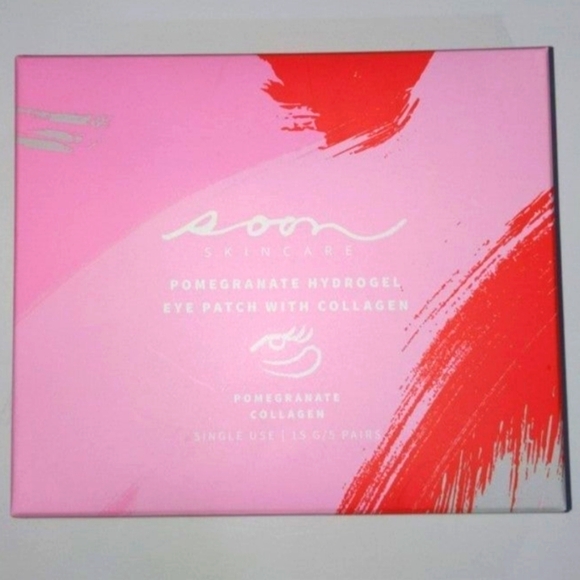 soon
SKINCARE
POMEGRANATE HYDROGEL
EYE PATCH WITH COLLAGEN
POMEGRANATE
COLLAGEN
| SINGLE USE | 15 G/5 PAIRS